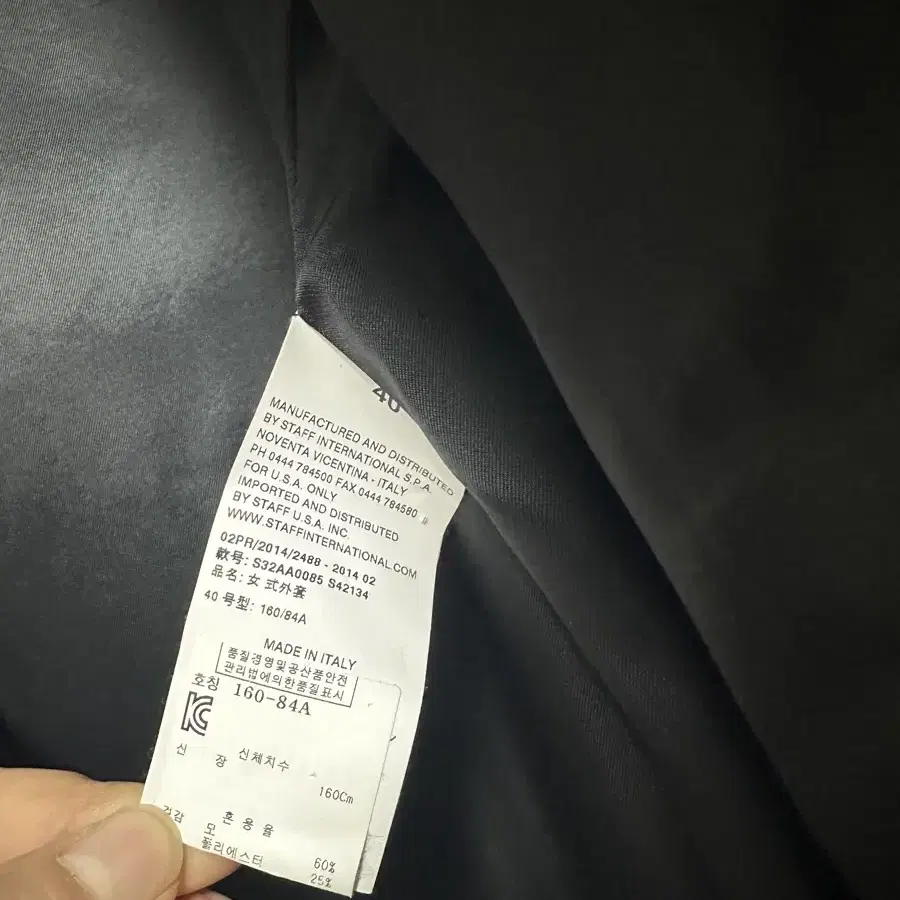 40
MANUFACTURED AND DISTRIBUTED
BY STAFF INTERNATIONAL S.P.A.
NOVENTA VICENTINA - ITALY
PH 0444 784500 FAX 0444 784580
FOR U.S.A. ONLY
IMPORTED AND DISTRIBUTED
BY STAFF U.S.A. INC.
WWW.STAFFINTERNATIONAL.COM
02PR/2014/2488 - 2014 02
款号: S32AA0085 S42134
品名: 女 式外套
40 号型: 160/84A
MADE IN ITALY
품질경영및공산품안전
관리법에의한품질표시
호칭 160-84A
신체치수
신 장 160Cm
겉감 혼용율
모 60%
폴리에스터 25%